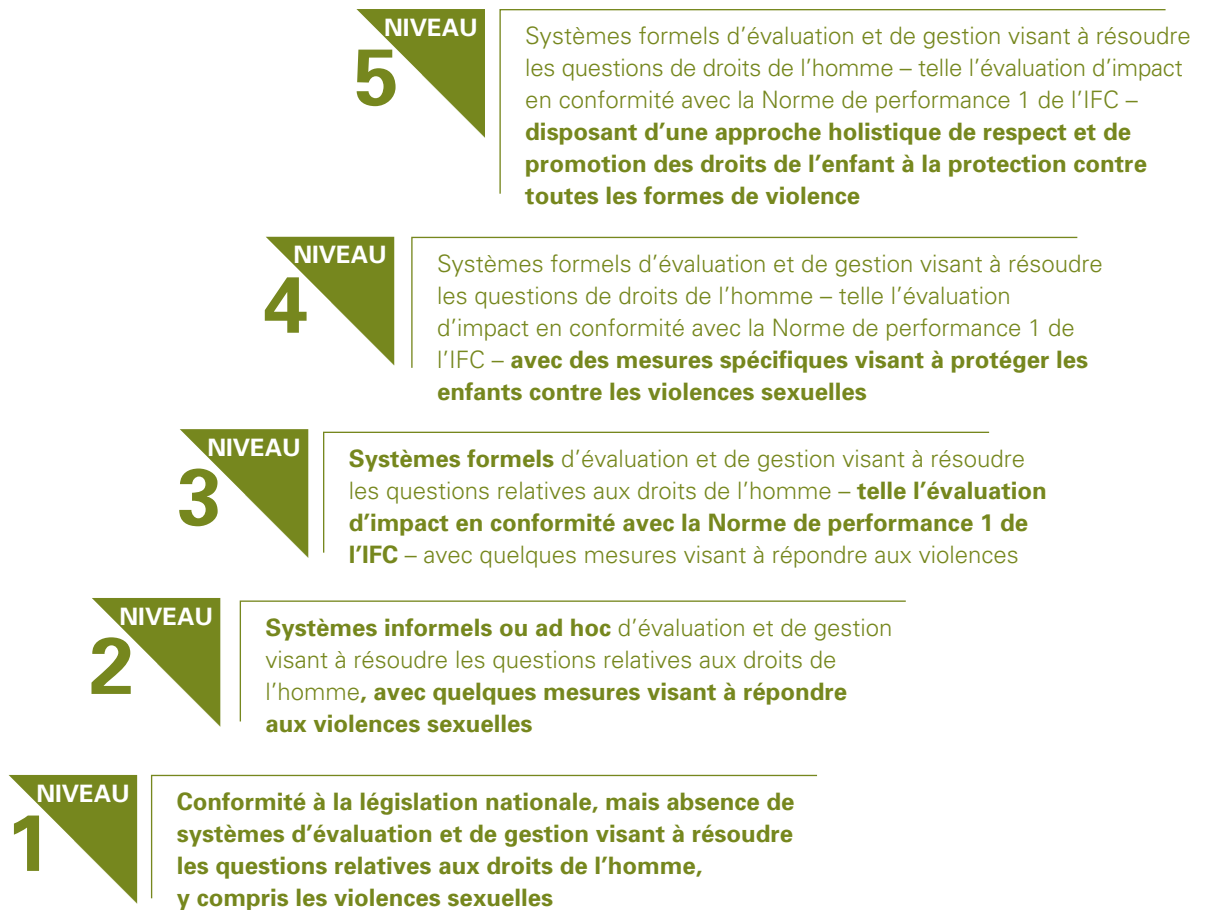 NIVEAU
5
Systèmes formels d’évaluation et de gestion visant à résoudre
les questions de droits de l’homme – telle l’évaluation d’impact
en conformité avec la Norme de performance 1 de l’IFC –
disposant d’une approche holistique de respect et de
promotion des droits de l’enfant à la protection contre
toutes les formes de violence
NIVEAU
4
Systèmes formels d’évaluation et de gestion visant à résoudre
les questions de droits de l’homme – telle l’évaluation
d’impact en conformité avec la Norme de performance 1 de
l’IFC – avec des mesures spécifiques visant à protéger les
enfants contre les violences sexuelles
NIVEAU
3
Systèmes formels d’évaluation et de gestion visant à résoudre
les questions relatives aux droits de l’homme – telle l’évaluation
d’impact en conformité avec la Norme de performance 1 de
l’IFC – avec quelques mesures visant à répondre aux violences
NIVEAU
2
Systèmes informels ou ad hoc d’évaluation et de gestion
visant à résoudre les questions relatives aux droits de
l’homme, avec quelques mesures visant à répondre
aux violences sexuelles
NIVEAU
1
Conformité à la législation nationale, mais absence de
systèmes d’évaluation et de gestion visant à résoudre
les questions relatives aux droits de l’homme,
y compris les violences sexuelles